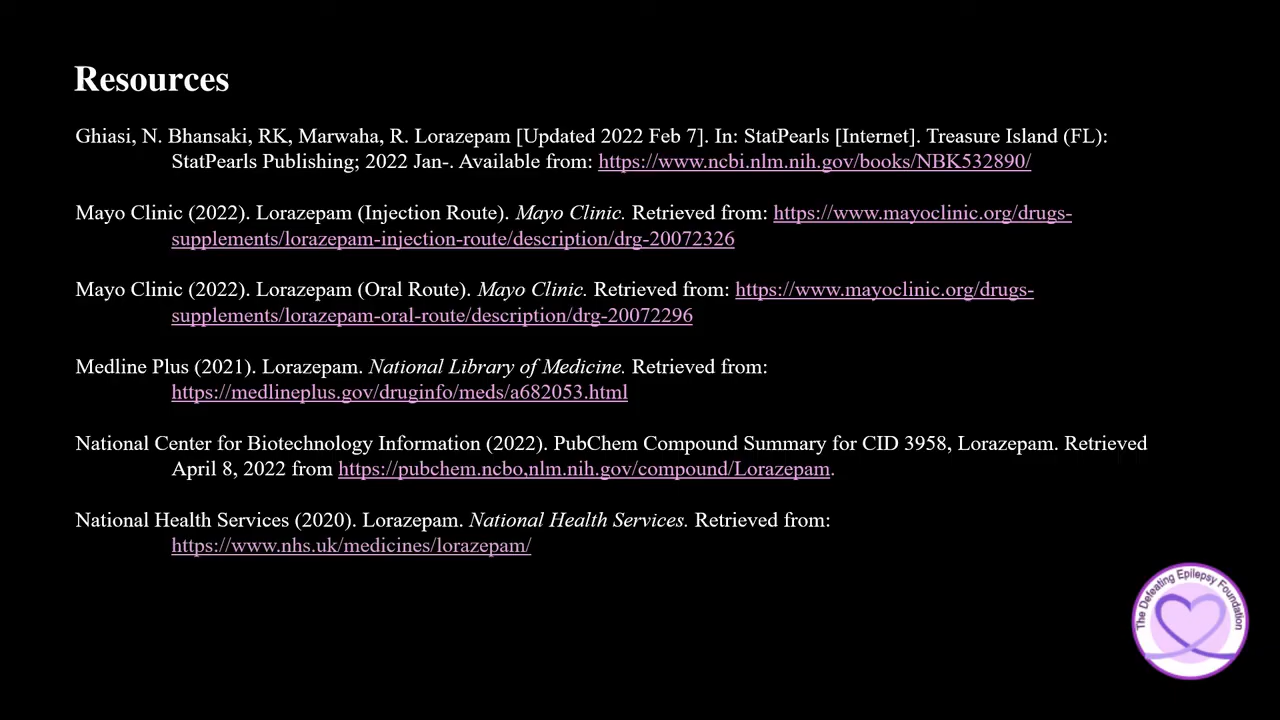 Resources
Ghiasi, N. Bhansaki, RK, Marwaha, R. Lorazepam [Updated 2022 Feb 7]. In: StatPearls [Internet]. Treasure Island (FL):
StatPearls Publishing; 2022 Jan-. Available from: https://www.ncbi.nlm.nih.gov/books/NBK532890/
Mayo Clinic (2022). Lorazepam (Injection Route). Mayo Clinic. Retrieved from: https://www.mayoclinic.org/drugs-
supplements/lorazepam-injection-route/description/drg-20072326
Mayo Clinic (2022). Lorazepam (Oral Route). Mayo Clinic. Retrieved from: https://www.mayoclinic.org/drugs-
supplements/lorazepam-oral-route/description/drg-20072296
Medline Plus (2021). Lorazepam. National Library of Medicine. Retrieved from:
https://medlineplus.gov/druginfo/meds/a682053.html
National Center for Biotechnology Information (2022). PubChem Compound Summary for CID 3958, Lorazepam. Retrieved
April 8, 2022 from https://pubchem.ncbo,nlm.nih.gov/compound/Lorazepam.
National Health Services (2020). Lorazepam. National Health Services. Retrieved from:
https://www.nhs.uk/medicines/lorazepam/
The Defeating Epilepsy Foundation